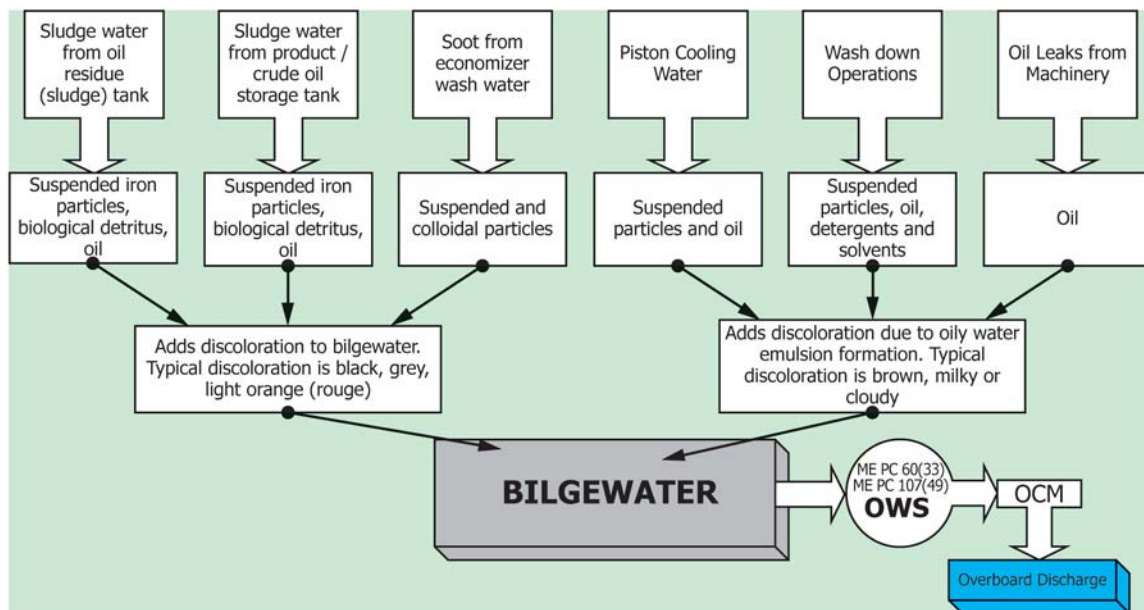 Sludge water
from oil
residue
(sludge) tank
Sludge water
from product /
crude oil
storage tank
Soot from
economizer
wash water
Piston Cooling
Water
Wash down
Operations
Oil Leaks from
Machinery
Suspended iron
particles,
biological detritus,
oil
Suspended iron
particles,
biological detritus,
oil
Suspended and
colloidal particles
Suspended
particles and oil
Suspended
particles, oil,
detergents and
solvents
Oil
Adds discoloration to bilgewater.
Typical discoloration is black, grey,
light orange (rouge)
Adds discoloration due to oily water
emulsion formation. Typical
discoloration is brown, milky or
cloudy
BILGEWATER
ME PC 60(33)
ME PC 107(49)
OWS
OCM
Overboard Discharge